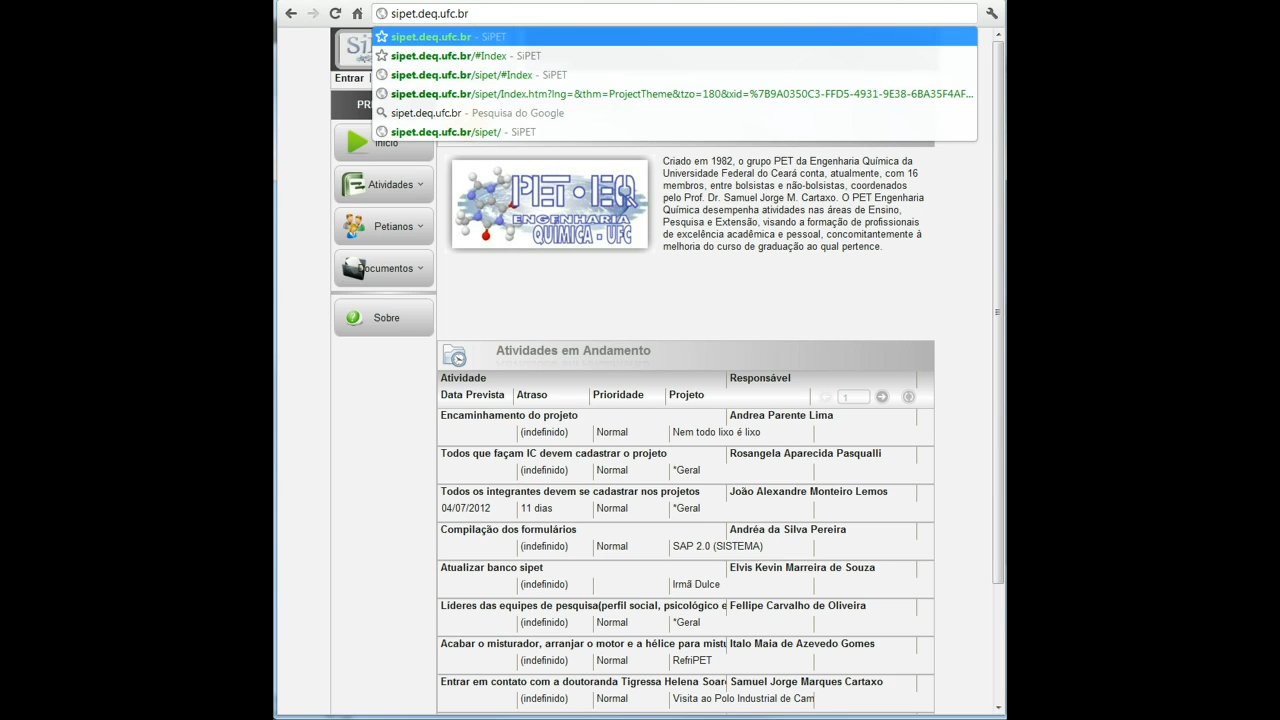 sipet.deq.ufc.br
sipet.deq.ufc.br - SiPET
sipet.deq.ufc.br/#Index - SiPET
sipet.deq.ufc.br/sipet/#Index - SiPET
sipet.deq.ufc.br/sipet/Index.htm?lng=&thm=ProjectTheme&tzo=180&xid=%7B9A0350C3-FFD5-4931-9E38-6BA35F4AF...
sipet.deq.ufc.br - Pesquisa do Google
sipet.deq.ufc.br/sipet/ - SiPET
Entrar
Início
Atividades
Petianos
Documentos
Sobre
PET-EQ
ENGENHARIA
QUÍMICA - UFC
Criado em 1982, o grupo PET da Engenharia Química da
Universidade Federal do Ceará conta, atualmente, com 16
membros, entre bolsistas e não-bolsistas, coordenados
pelo Prof. Dr. Samuel Jorge M. Cartaxo. O PET Engenharia
Química desempenha atividades nas áreas de Ensino,
Pesquisa e Extensão, visando a formação de profissionais
de excelência acadêmica e pessoal, concomitantemente à
melhoria do curso de graduação ao qual pertence.
Atividades em Andamento
Atividade Responsável
Data Prevista Atraso Prioridade Projeto 1
Encaminhamento do projeto Andrea Parente Lima
(indefinido) Normal Nem todo lixo é lixo
Todos que façam IC devem cadastrar o projeto Rosangela Aparecida Pasqualli
(indefinido) Normal *Geral
Todos os integrantes devem se cadastrar nos projetos João Alexandre Monteiro Lemos
04/07/2012 11 dias Normal *Geral
Compilação dos formulários Andréa da Silva Pereira
(indefinido) Normal SAP 2.0 (SISTEMA)
Atualizar banco sipet Elvis Kevin Marreira de Souza
(indefinido) Irmã Dulce
Líderes das equipes de pesquisa(perfil social, psicológico e Fellipe Carvalho de Oliveira
(indefinido) Normal *Geral
Acabar o misturador, arranjar o motor e a hélice para mistu Italo Maia de Azevedo Gomes
(indefinido) Normal RefriPET
Entrar em contato com a doutoranda Tigressa Helena Soar Samuel Jorge Marques Cartaxo
(indefinido) Normal Visita ao Polo Industrial de Cam